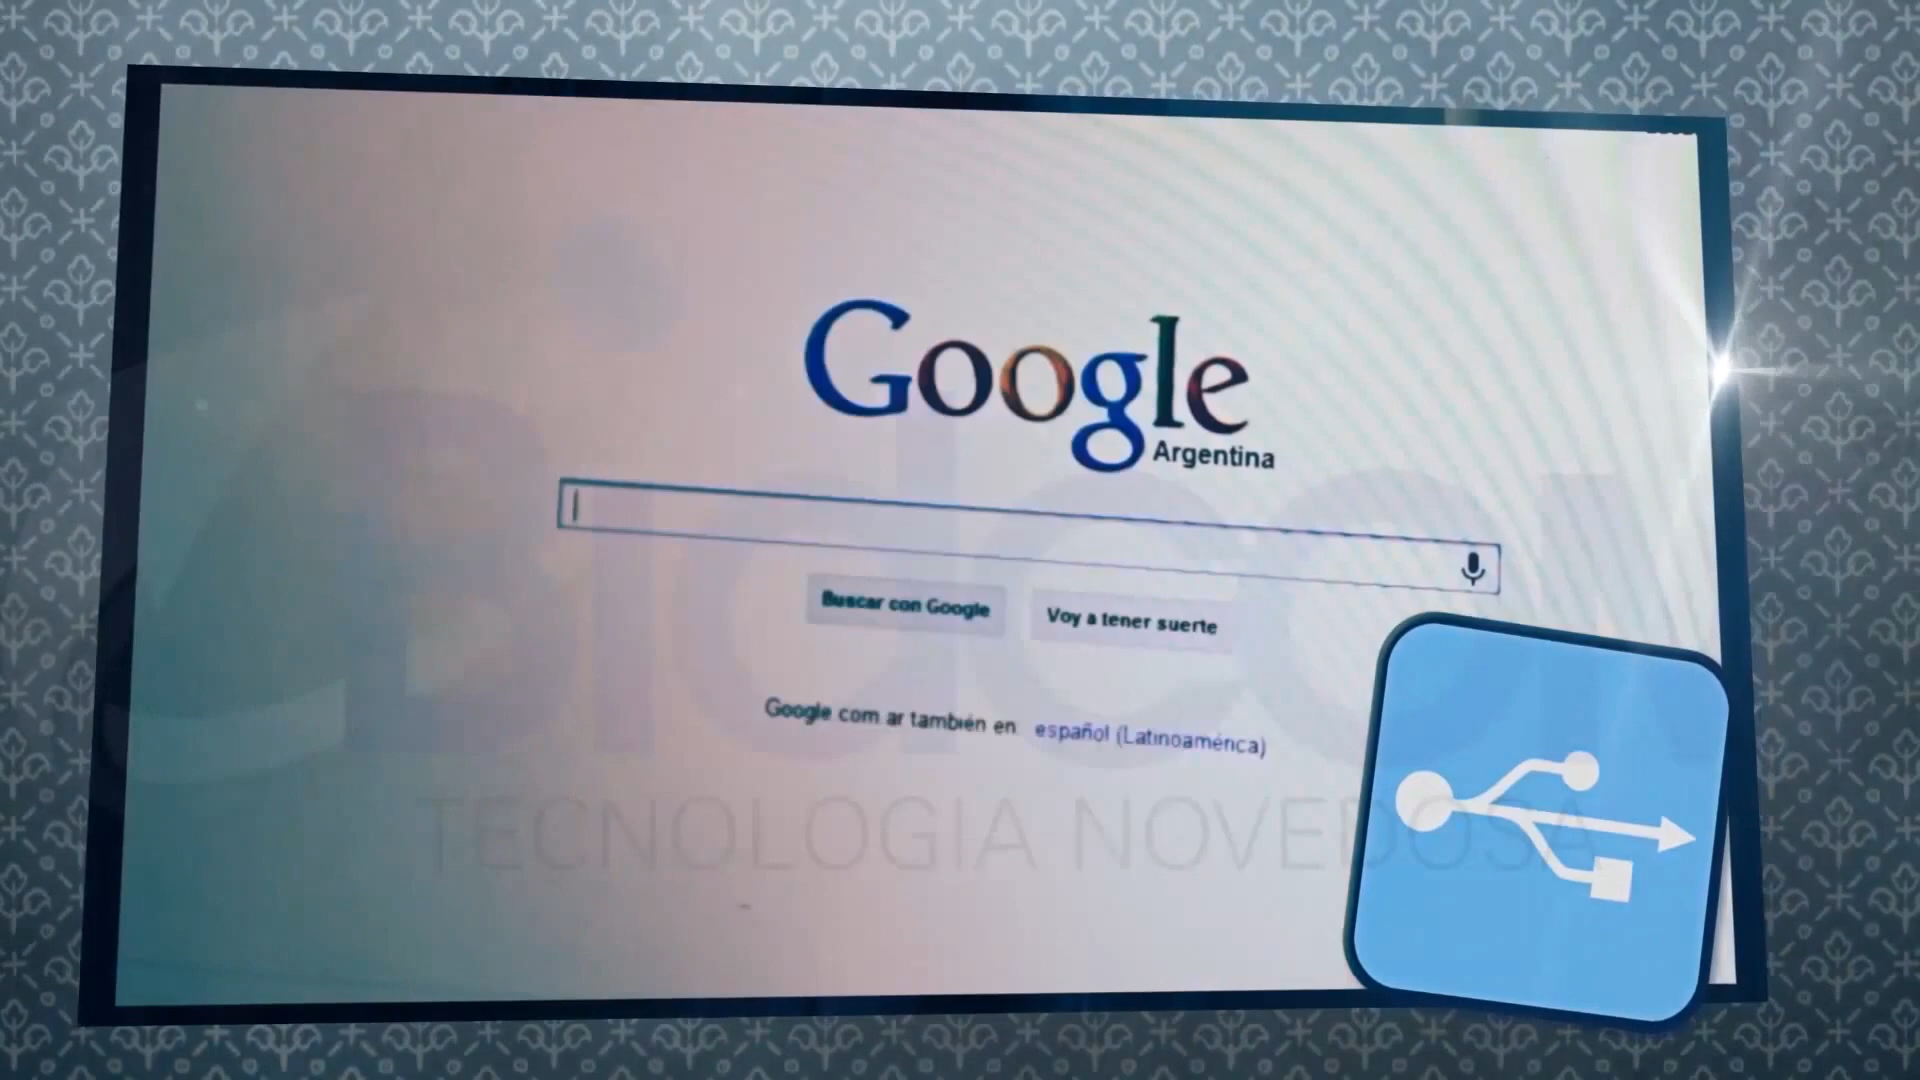 Google
Argentina
Buscar con Google
Voy a tener suerte
Google.com.ar también en: español (Latinoamérica)
TECNOLOGIA NOVEDOSA